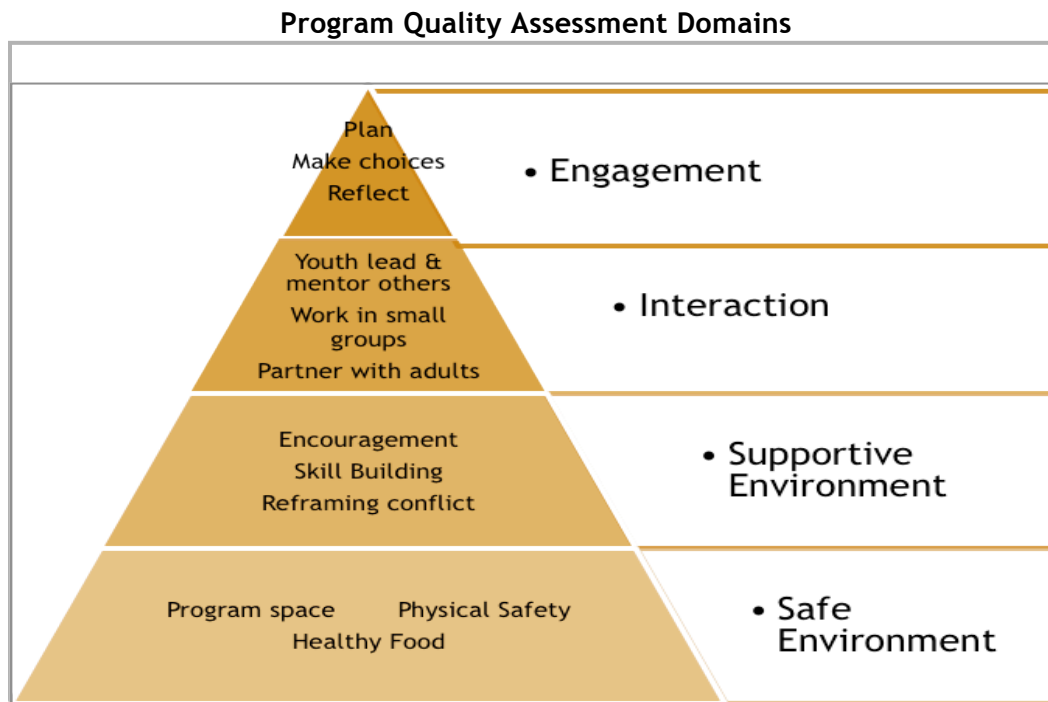 Program Quality Assessment Domains
Plan
Make choices
Reflect
• Engagement
Youth lead &
mentor others
Work in small
groups
Partner with adults
• Interaction
Encouragement
Skill Building
Reframing conflict
• Supportive
Environment
Program space Physical Safety
Healthy Food
• Safe
Environment